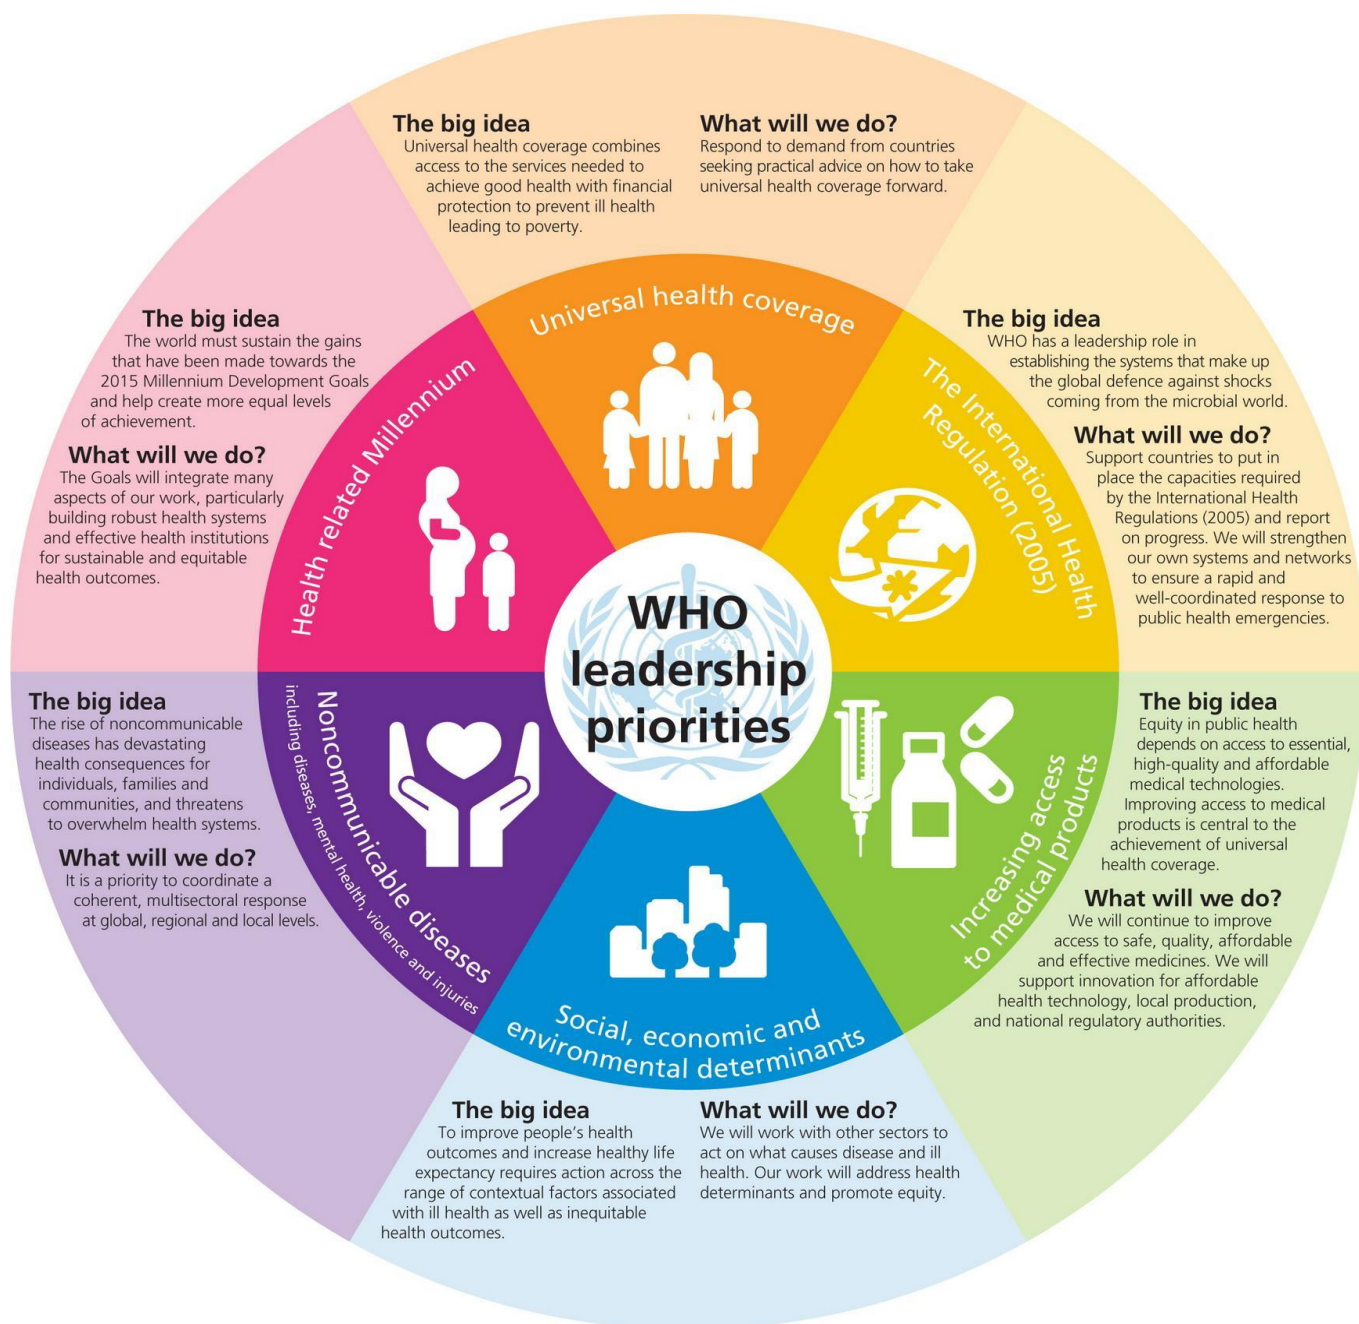 WHO
leadership
priorities
Universal health coverage
The big idea
Universal health coverage combines
access to the services needed to
achieve good health with financial
protection to prevent ill health
leading to poverty.
What will we do?
Respond to demand from countries
seeking practical advice on how to take
universal health coverage forward.
The International Health
Regulation (2005)
The big idea
WHO has a leadership role in
establishing the systems that make up
the global defence against shocks
coming from the microbial world.
What will we do?
Support countries to put in
place the capacities required
by the International Health
Regulations (2005) and report
on progress. We will strengthen
our own systems and networks
to ensure a rapid and
well-coordinated response to
public health emergencies.
Increasing access
to medical products
The big idea
Equity in public health
depends on access to essential,
high-quality and affordable
medical technologies.
Improving access to medical
products is central to the
achievement of universal
health coverage.
What will we do?
We will continue to improve
access to safe, quality, affordable
and effective medicines. We will
support innovation for affordable
health technology, local production,
and national regulatory authorities.
Social, economic and
environmental determinants
The big idea
To improve people's health
outcomes and increase healthy life
expectancy requires action across the
range of contextual factors associated
with ill health as well as inequitable
health outcomes.
What will we do?
We will work with other sectors to
act on what causes disease and ill
health. Our work will address health
determinants and promote equity.
Noncommunicable diseases
including diseases, mental health, violence and injuries
The big idea
The rise of noncommunicable
diseases has devastating
health consequences for
individuals, families and
communities, and threatens
to overwhelm health systems.
What will we do?
It is a priority to coordinate a
coherent, multisectoral response
at global, regional and local levels.
Health related Millennium
The big idea
The world must sustain the gains
that have been made towards the
2015 Millennium Development Goals
and help create more equal levels
of achievement.
What will we do?
The Goals will integrate many
aspects of our work, particularly
building robust health systems
and effective health institutions
for sustainable and equitable
health outcomes.